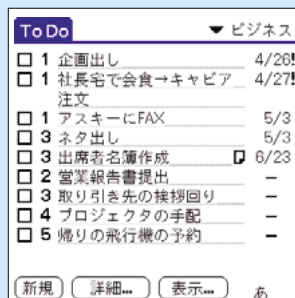 To Do ▼ ビジネス
1 企画出し 4/26!
1 社長宅で会食→キャビア 4/27!
注文
1 アスキーにFAX 5/3
3 ネタ出し 5/3
3 出席者名簿作成 6/23
2 営業報告書提出 –
3 取り引き先の挨拶回り –
4 プロジェクタの手配 –
5 帰りの飛行機の予約 –
新規 詳細... 表示... あ